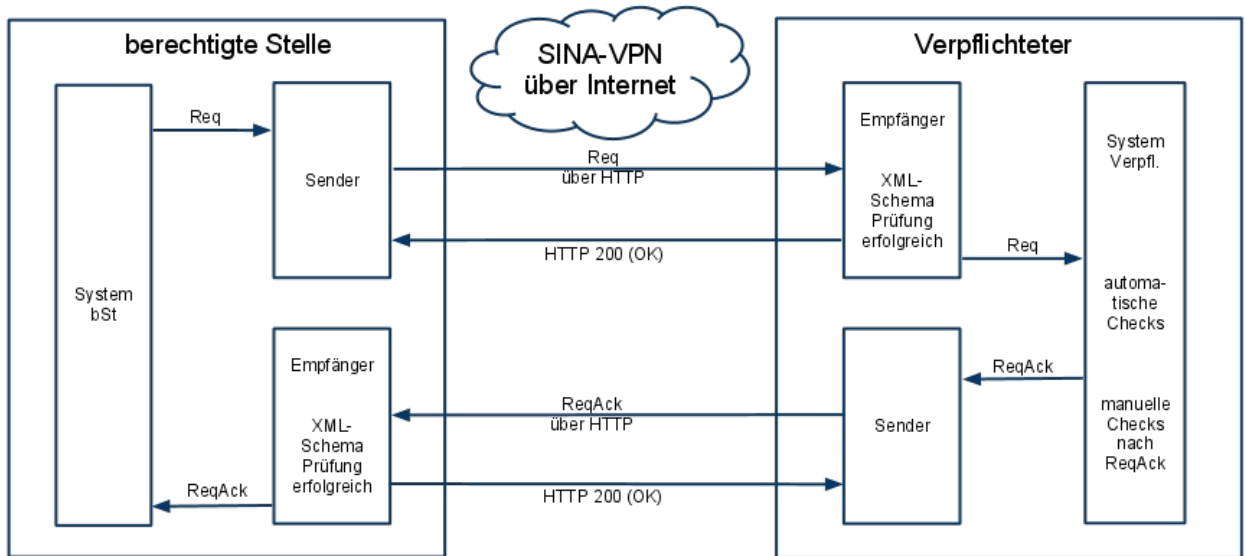 berechtigte Stelle
SINA-VPN
über Internet
Verpflichteter
Req
Sender
Req
über HTTP
HTTP 200 (OK)
Empfänger
XML-
Schema
Prüfung
erfolgreich
Req
System
Verpfl.
automa-
tische
Checks
manuelle
Checks
nach
ReqAck
System
bSt
Empfänger
XML-
Schema
Prüfung
erfolgreich
ReqAck
ReqAck
über HTTP
HTTP 200 (OK)
Sender
ReqAck